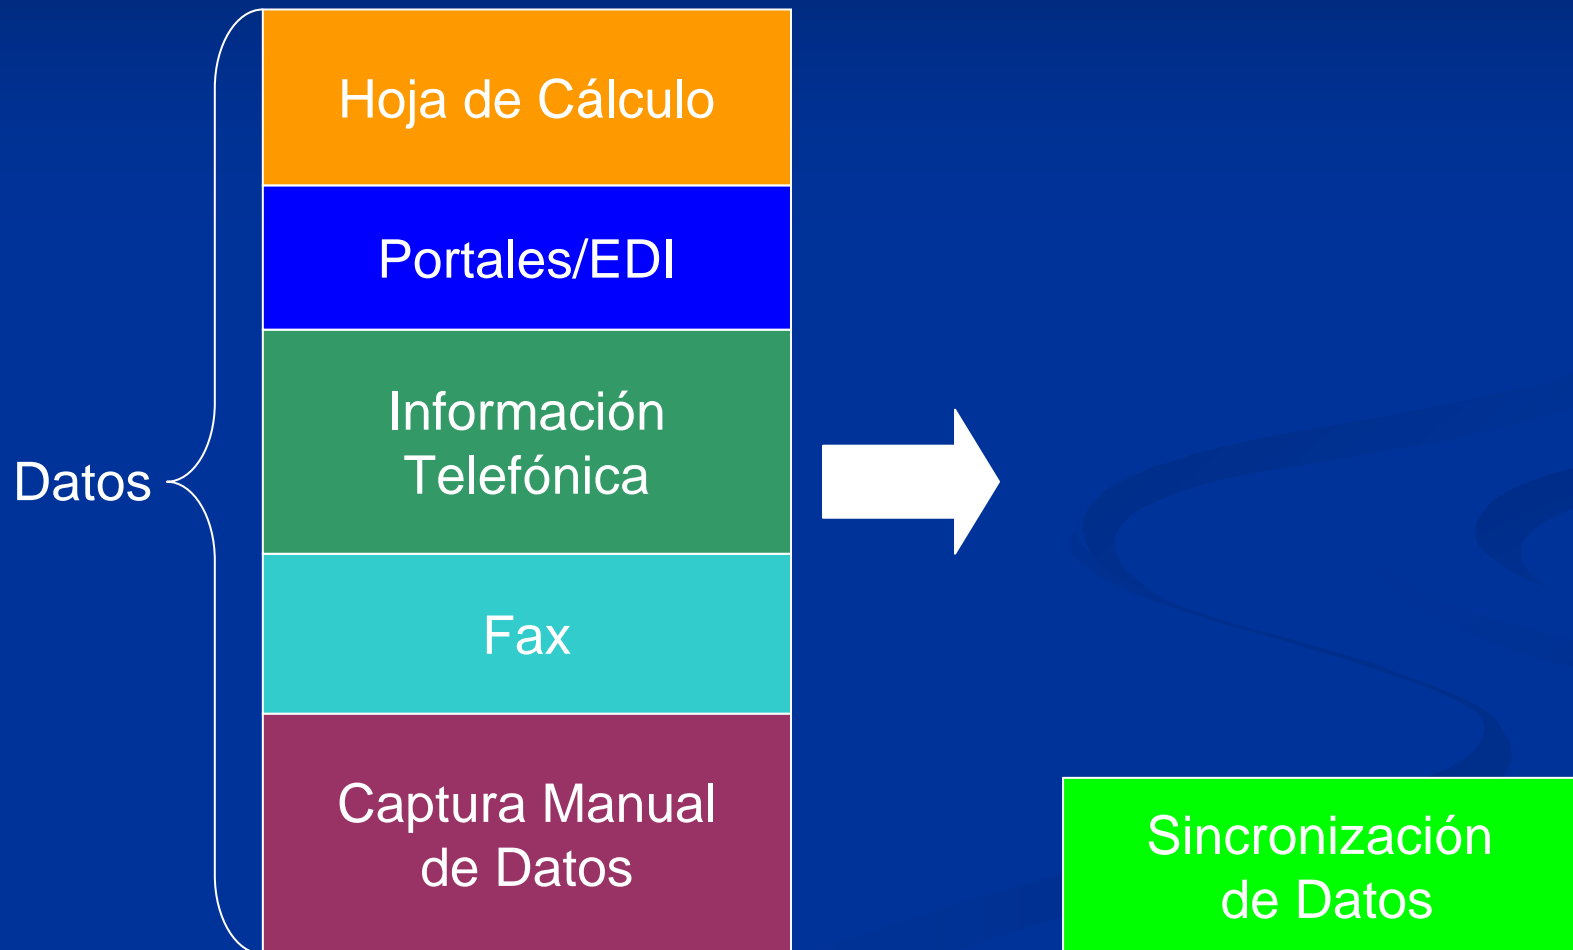 Hoja de Cálculo
Portales/EDI
Información
Telefónica
Datos
Fax
Captura Manual
de Datos
Sincronización
de Datos